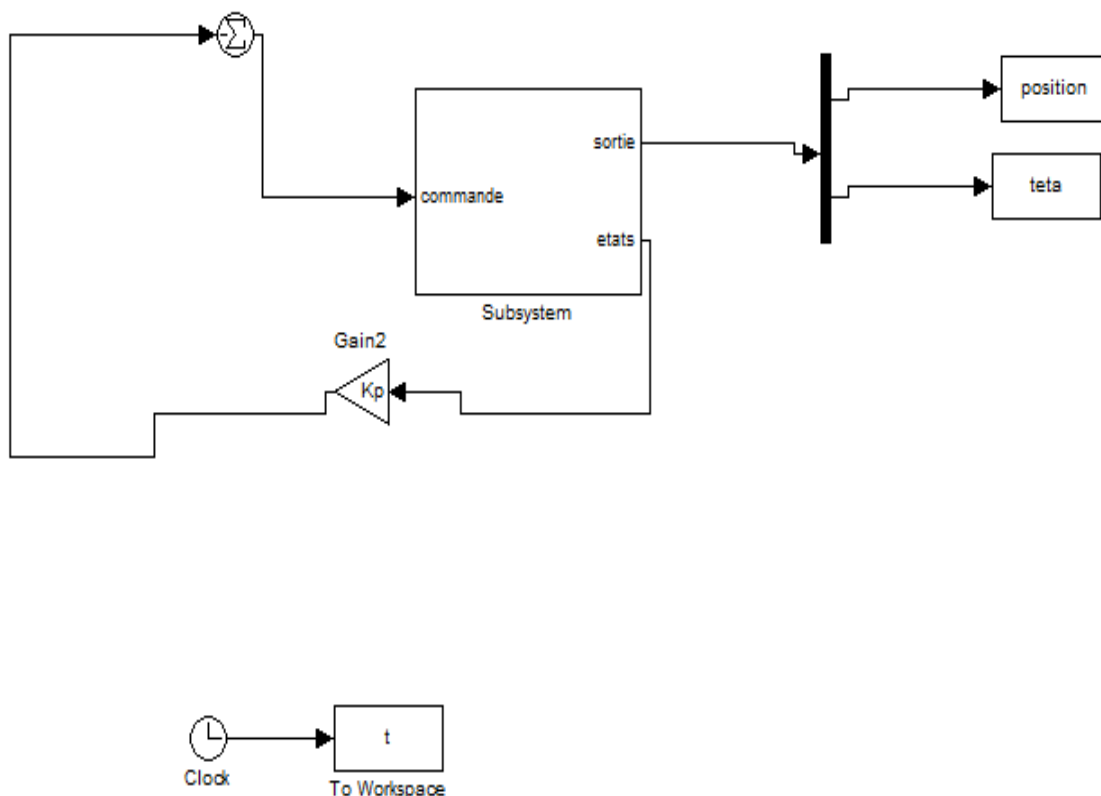 position
sortie
teta
commande
etats
Subsystem
Gain2
Kp
t
Clock
To Workspace